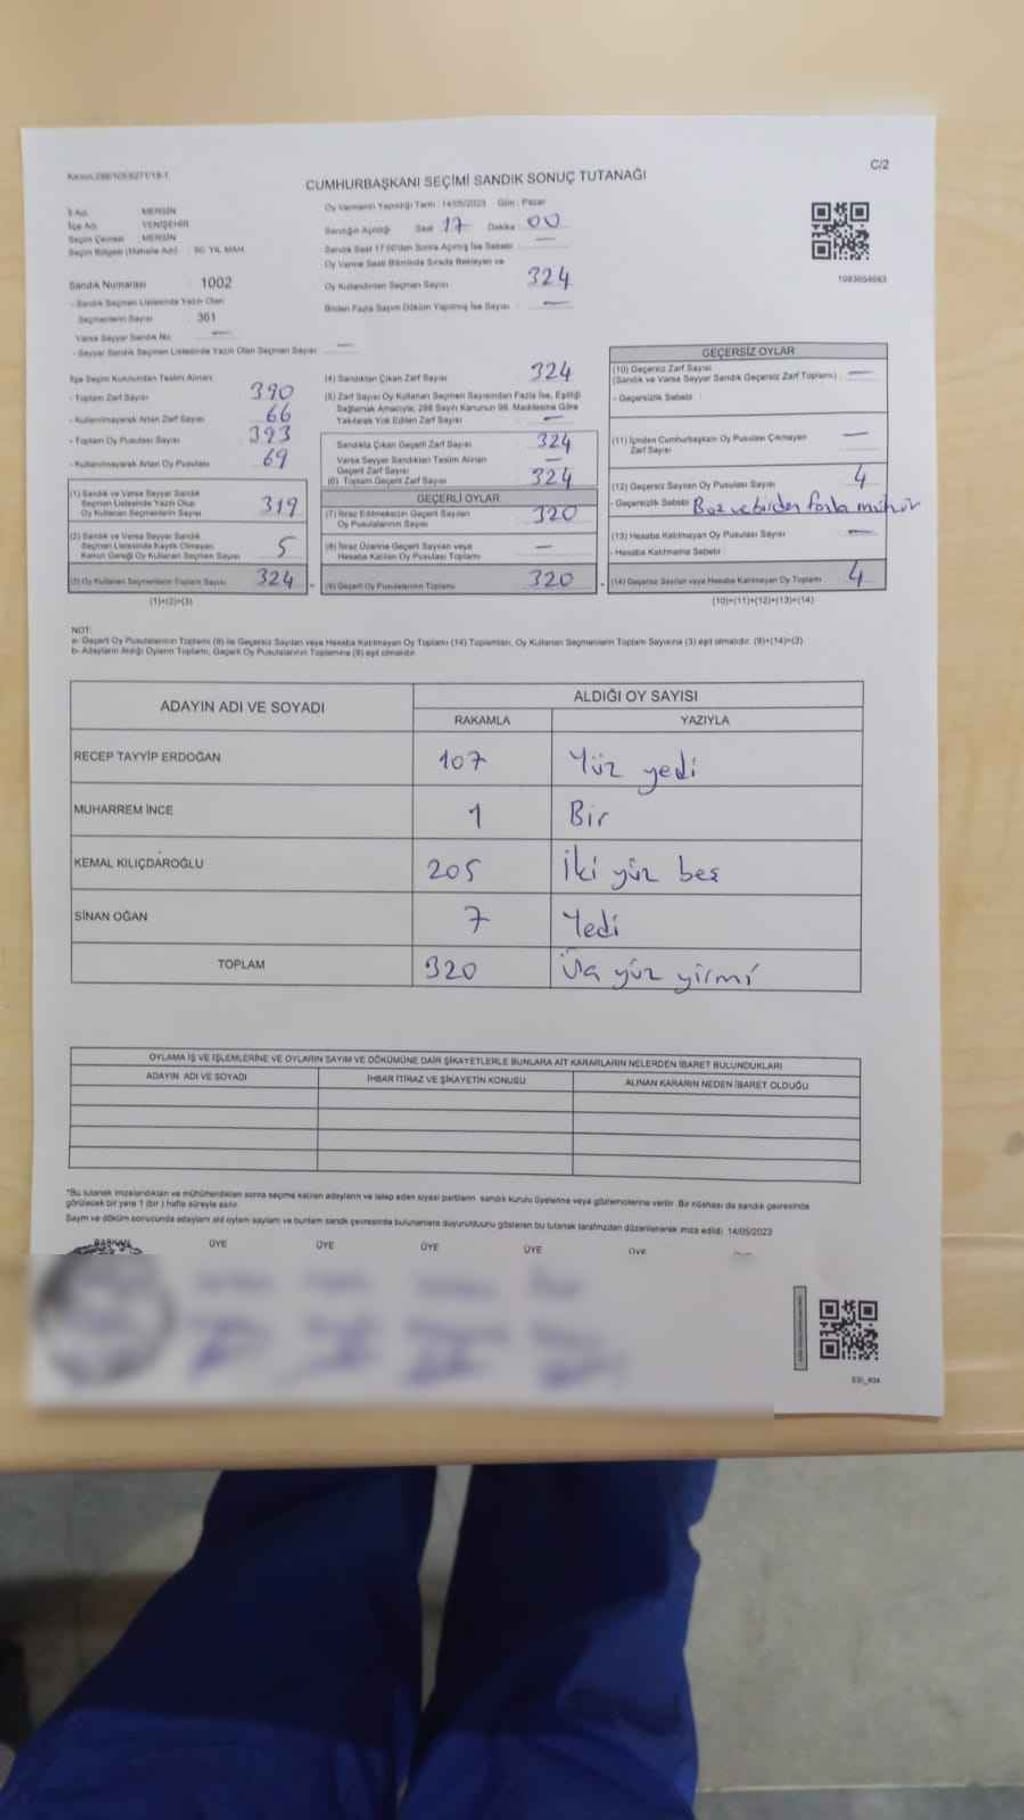 C/2
CUMHURBAŞKANI SEÇİMİ SANDIK SONUÇ TUTANAĞI
İl Adı MERSİN
İlçe Adı YENİŞEHİR
Seçim Çevresi MERSİN
Seçim Bölgesi (Mahalle Adı) 50. YIL MAH.
Sandık Numarası 1002
- Sandık Seçmen Listesinde Yazılı Olan
Seçmenlerin Sayısı 361
Varsa Seyyar Sandık No —
- Seyyar Sandık Seçmen Listesinde Yazılı Olan Seçmen Sayısı —
Oy Vermenin Yapıldığı Tarih : 14/05/2023 Gün : Pazar
Sandığın Açıldığı Saat 17 Dakika 00
Sandık Saat 17:00'den Sonra Açılmış İse Sebebi —
Oy Verme Saati Bitiminde Sırada Bekleyen ve
Oy Kullandırılan Seçmen Sayısı 324
Birden Fazla Sayım Döküm Yapılmış İse Sayısı —
İlçe Seçim Kurulundan Teslim Alınan
- Toplam Zarf Sayısı 390
- Kullanılmayarak Artan Zarf Sayısı 66
- Toplam Oy Pusulası Sayısı 393
- Kullanılmayarak Artan Oy Pusulası 69
(1) Sandık ve Varsa Seyyar Sandık
Seçmen Listesinde Yazılı Olup
Oy Kullanan Seçmenlerin Sayısı 319
(2) Sandık ve Varsa Seyyar Sandık
Seçmen Listesinde Kayıtlı Olmayan
Kanun Gereği Oy Kullanan Seçmen Sayısı 5
(3) Oy Kullanan Seçmenlerin Toplam Sayısı 324
(1)+(2)=(3)
(4) Sandıktan Çıkan Zarf Sayısı 324
(5) Zarf Sayısı Oy Kullanan Seçmen Sayısından Fazla İse, Eşitliği
Sağlamak Amacıyla, 298 Sayılı Kanunun 98. Maddesine Göre
Yakılarak Yok Edilen Zarf Sayısı —
Sandıkta Çıkan Geçerli Zarf Sayısı 324
Varsa Seyyar Sandıktan Teslim Alınan
Geçerli Zarf Sayısı —
(6) Toplam Geçerli Zarf Sayısı 324
GEÇERLİ OYLAR
(7) İtiraz Edilmeksizin Geçerli Sayılan
Oy Pusulalarının Sayısı 320
(8) İtiraz Üzerine Geçerli Sayılan veya
Hesaba Katılan Oy Pusulası Toplamı —
(9) Geçerli Oy Pusulalarının Toplamı 320
GEÇERSİZ OYLAR
(10) Geçersiz Zarf Sayısı
(Sandık ve Varsa Seyyar Sandık Geçersiz Zarf Toplamı) —
- Geçersizlik Sebebi
(11) İçinden Cumhurbaşkanı Oy Pusulası Çıkmayan
Zarf Sayısı —
(12) Geçersiz Sayılan Oy Pusulası Sayısı 4
- Geçersizlik Sebebi Boş ve birden fazla mühür
(13) Hesaba Katılmayan Oy Pusulası Sayısı —
- Hesaba Katılmama Sebebi
(14) Geçersiz Sayılan veya Hesaba Katılmayan Oy Toplamı 4
(10)+(11)+(12)+(13)=(14)
NOT:
a- Geçerli Oy Pusulalarının Toplamı (9) ile Geçersiz Sayılan veya Hesaba Katılmayan Oy Toplamı (14) Toplamları, Oy Kullanan Seçmenlerin Toplam Sayısına (3) eşit olmalıdır. (9)+(14)=(3)
b- Adayların Aldığı Oyların Toplamı, Geçerli Oy Pusulalarının Toplamına (9) eşit olmalıdır.
ADAYIN ADI VE SOYADI
ALDIĞI OY SAYISI
RAKAMLA YAZIYLA
RECEP TAYYİP ERDOĞAN 107 Yüz yedi
MUHARREM İNCE 1 Bir
KEMAL KILIÇDAROĞLU 205 İki yüz beş
SİNAN OĞAN 7 Yedi
TOPLAM 320 Üç yüz yirmi
OYLAMA İŞ VE İŞLEMLERİNE VE OYLARIN SAYIM VE DÖKÜMÜNE DAİR ŞİKAYETLERLE BUNLARA AİT KARARLARIN NELERDEN İBARET BULUNDUKLARI
ADAYIN ADI VE SOYADI İHBAR İTİRAZ VE ŞİKAYETİN KONUSU ALINAN KARARIN NEDEN İBARET OLDUĞU
*Bu tutanak imzalandıktan ve mühürlendikten sonra seçime katılan adayların ve talep eden siyasi partilerin sandık kurulu üyelerine veya gözlemcilerine verilir. Bir nüshası da sandık çevresinde
görülecek bir yere 1 (bir) hafta süreyle asılır.
Sayım ve döküm sonucunda adayların ad oyların sayıları ve bunların sandık çevresinde bulunanlara duyurulduğunu gösteren bu tutanak tarafımızdan düzenlenerek imza edildi. 14/05/2023
BAŞKAN ÜYE ÜYE ÜYE ÜYE Üye